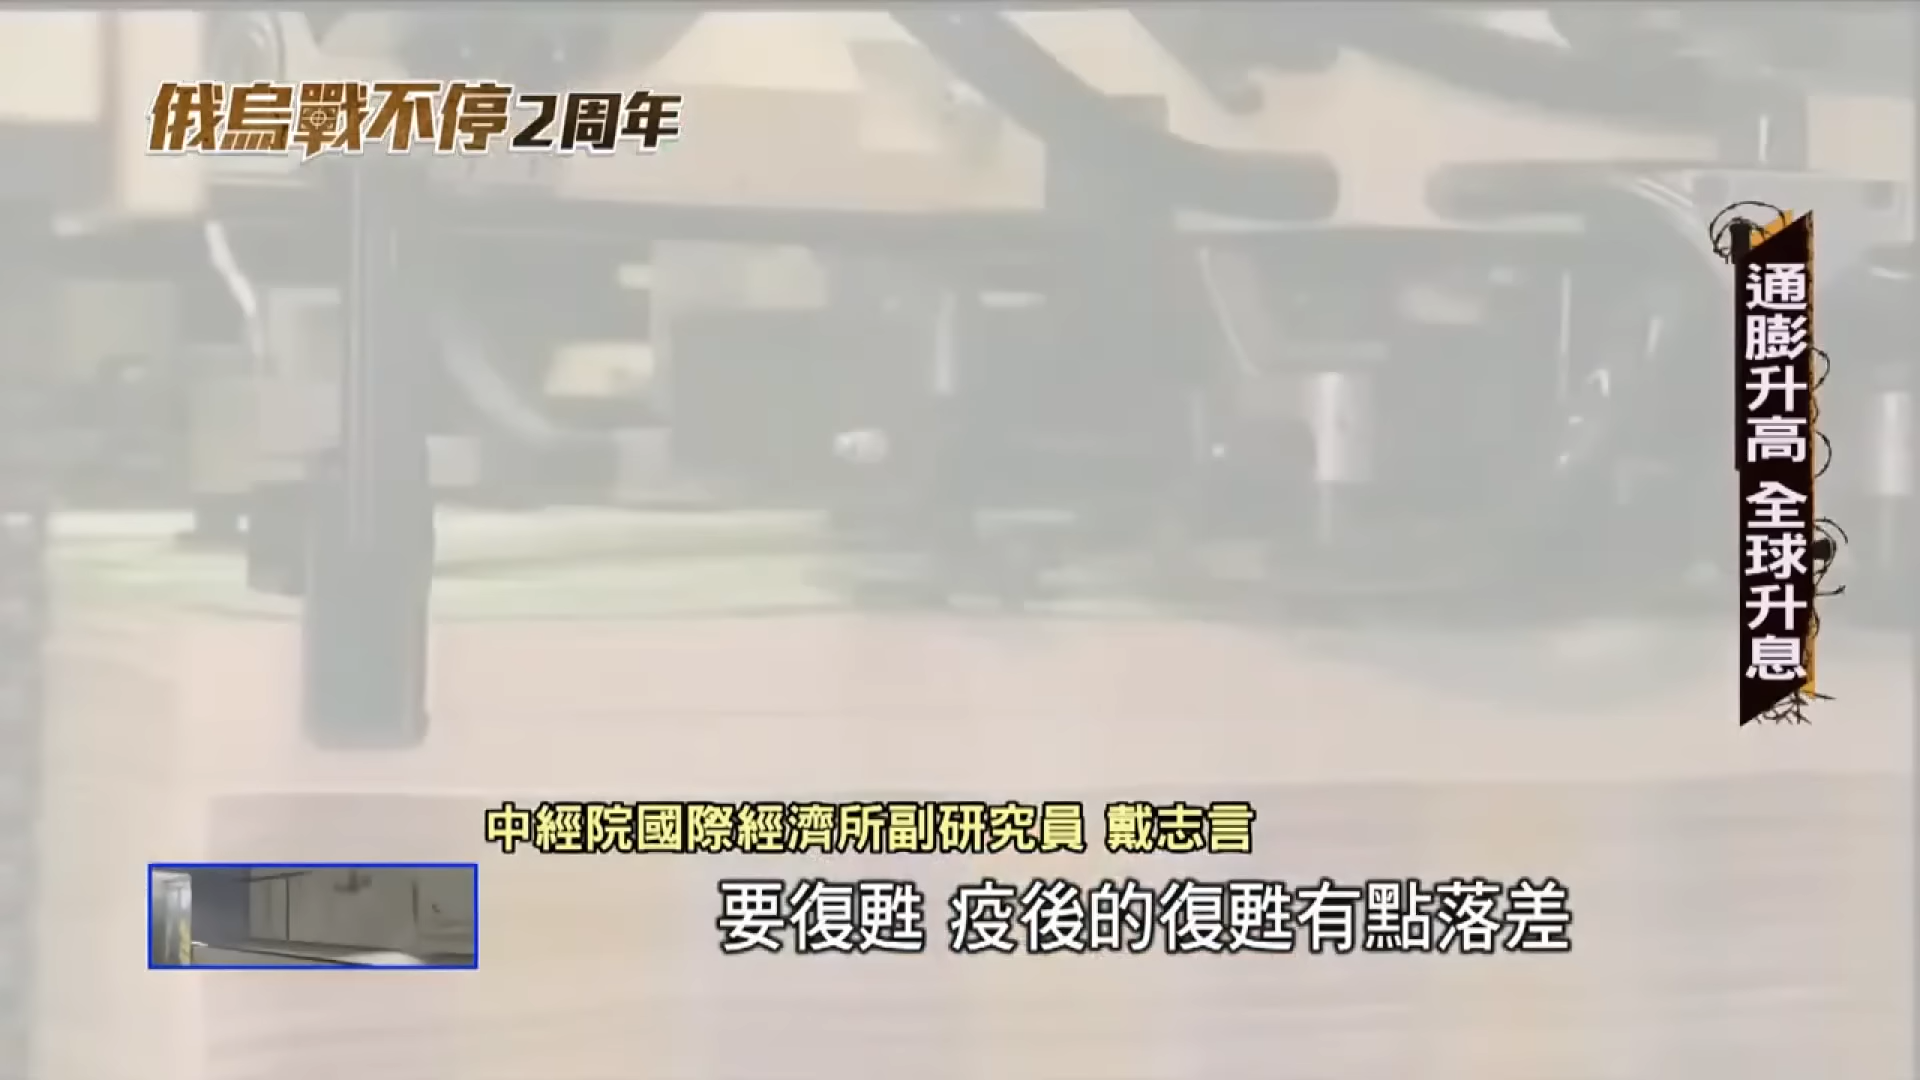 俄烏戰不停2周年
通膨升高 全球升息
中經院國際經濟所副研究員 戴志言
要復甦 疫後的復甦有點落差